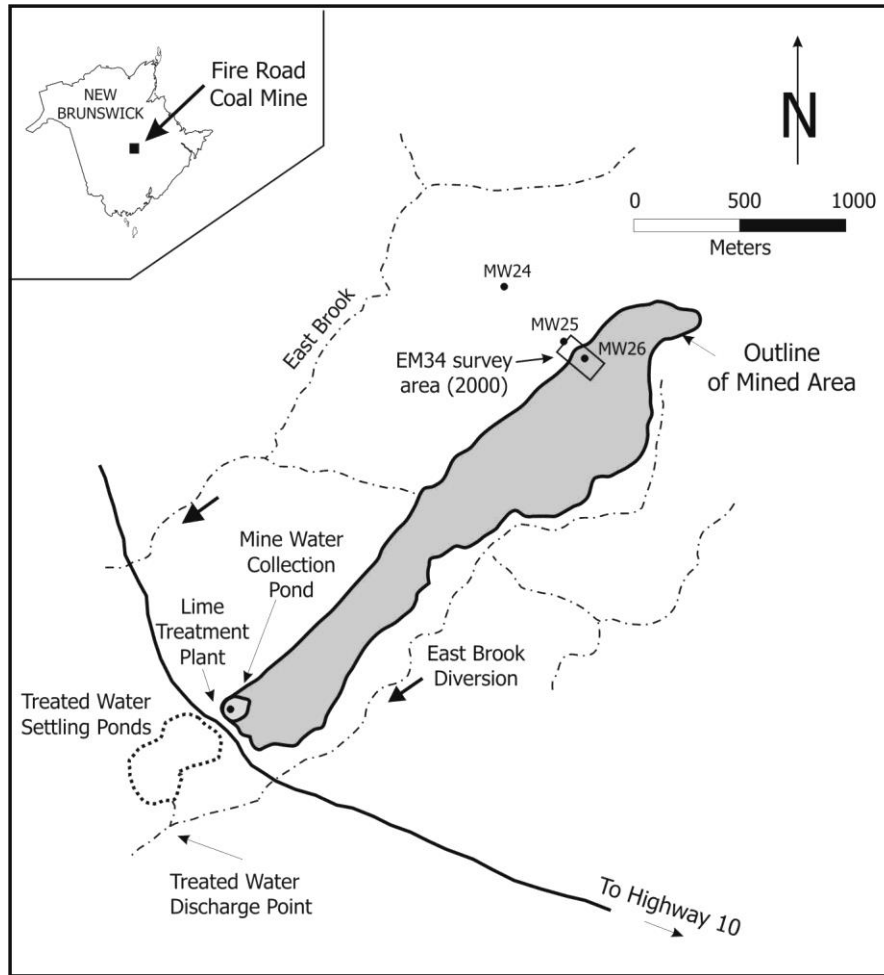 NEW
BRUNSWICK
Fire Road
Coal Mine
N
0 500 1000
Meters
MW24
East Brook
MW25
MW26
EM34 survey
area (2000)
Outline
of Mined Area
Mine Water
Collection
Pond
Lime
Treatment
Plant
East Brook
Diversion
Treated Water
Settling Ponds
Treated Water
Discharge Point
To Highway 10